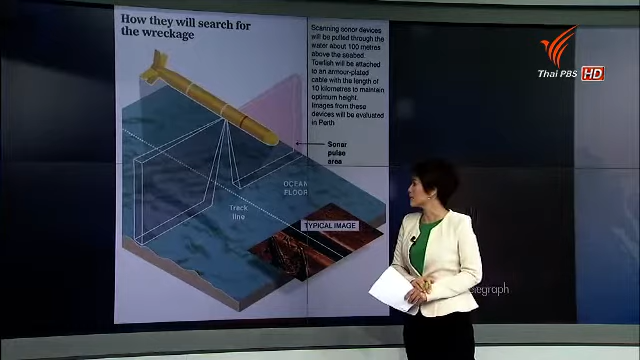 How they will search for
the wreckage
Scanning sonor devices
will be pulled through the
water about 100 metres
above the seabed.
Towfish will be attached
to an armour-plated
cable with the length of
10 kilometres to maintain
optimum height.
Images from these
devices will be evaluated
in Perth
Thai PBS HD
Sonar
pulse
area
OCEAN
FLOOR
Track
line
TYPICAL IMAGE